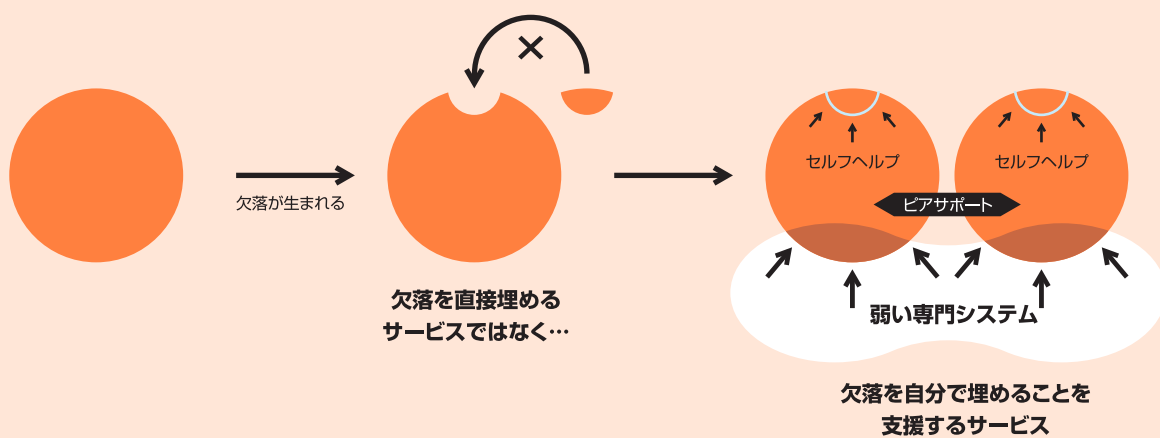 欠落が生まれる
欠落を直接埋める
サービスではなく…
セルフヘルプ
セルフヘルプ
ピアサポート
弱い専門システム
欠落を自分で埋めることを
支援するサービス